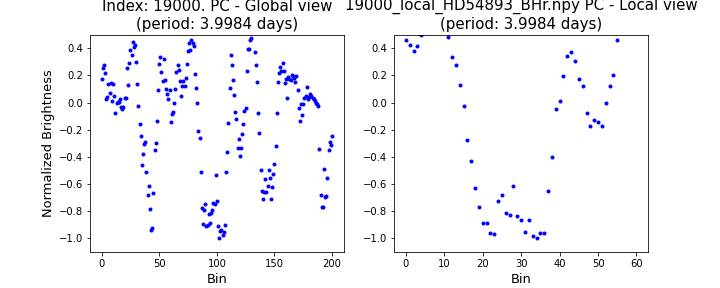 Index: 19000. PC - Global view
(period: 3.9984 days)
19000_local_HD54893_BHr.npy PC - Local view
(period: 3.9984 days)
Normalized Brightness
0.4
0.2
0.0
−0.2
−0.4
−0.6
−0.8
−1.0
0 50 100 150 200
Bin
0.4
0.2
0.0
−0.2
−0.4
−0.6
−0.8
−1.0
0 10 20 30 40 50 60
Bin